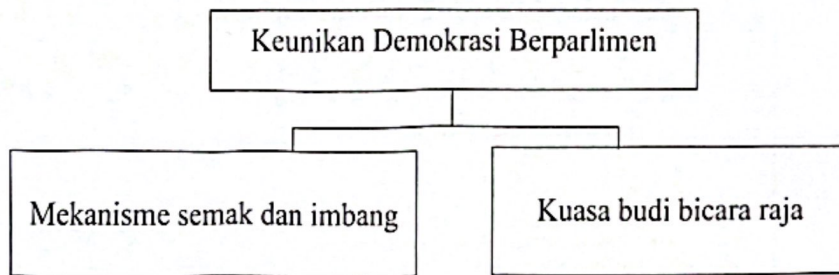 Keunikan Demokrasi Berparlimen
Mekanisme semak dan imbang
Kuasa budi bicara raja